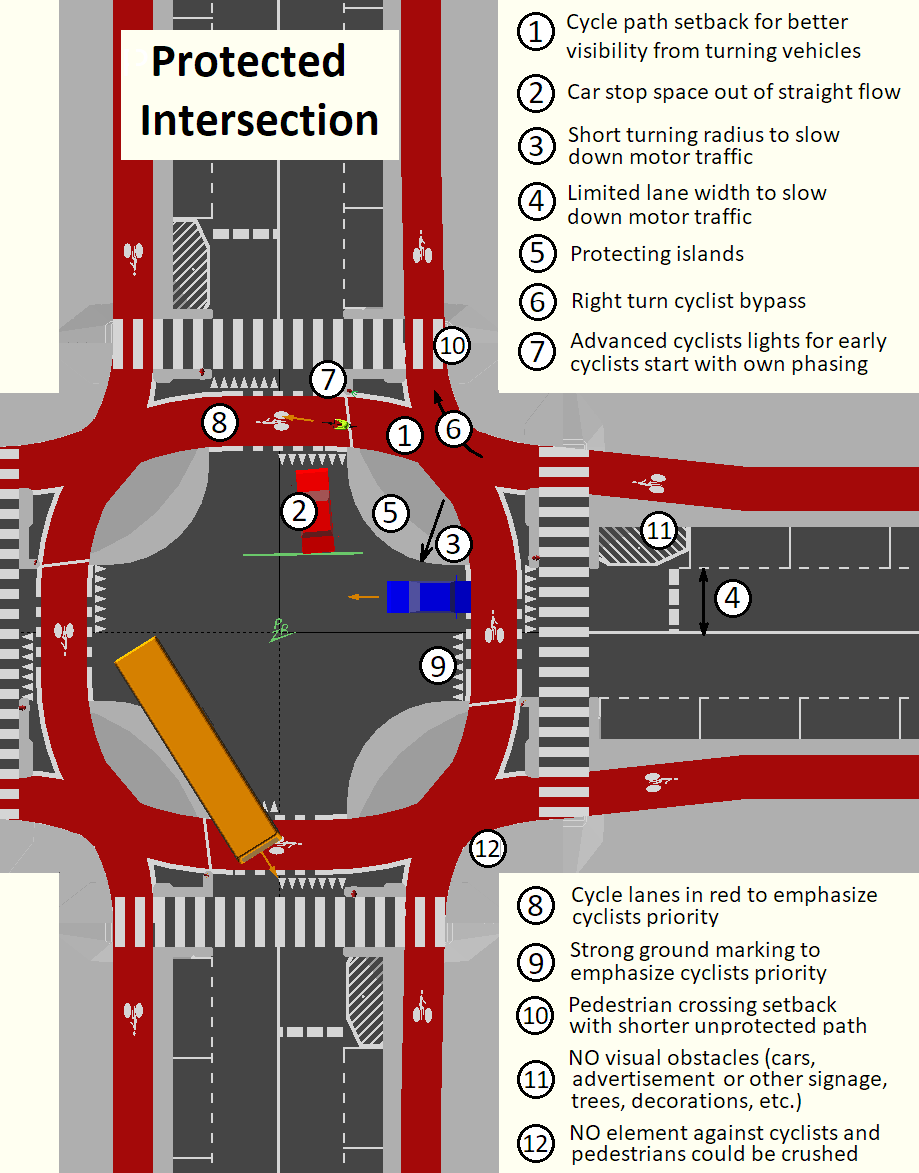 Protected
Intersection
1 Cycle path setback for better
visibility from turning vehicles
2 Car stop space out of straight flow
3 Short turning radius to slow
down motor traffic
4 Limited lane width to slow
down motor traffic
5 Protecting islands
6 Right turn cyclist bypass
7 Advanced cyclists lights for early
cyclists start with own phasing
10
7
8
1
6
2
5
3
11
4
9
12
8 Cycle lanes in red to emphasize
cyclists priority
9 Strong ground marking to
emphasize cyclists priority
10 Pedestrian crossing setback
with shorter unprotected path
11 NO visual obstacles (cars,
advertisement or other signage,
trees, decorations, etc.)
12 NO element against cyclists and
pedestrians could be crushed